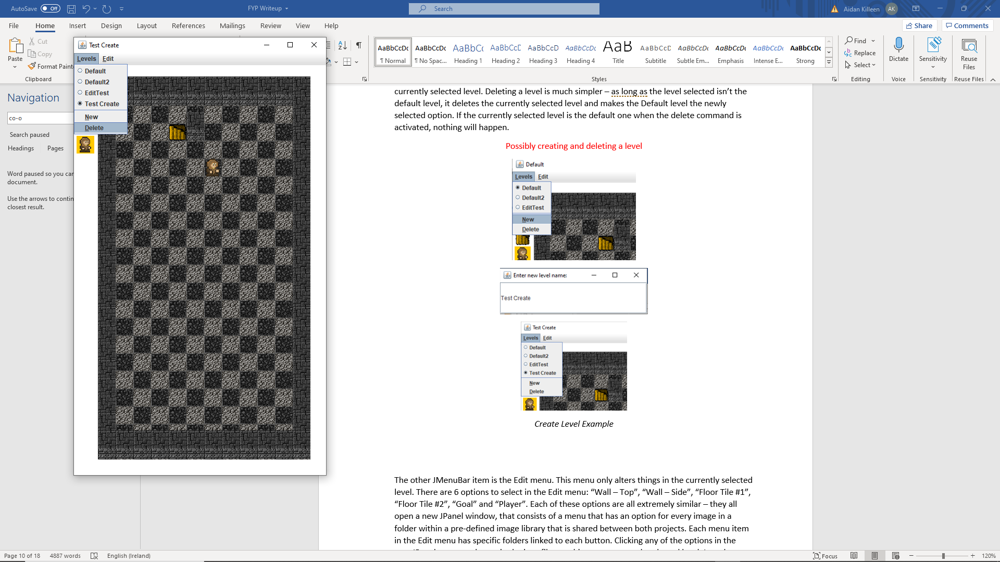 AutoSave Off
FYP Writeup
Search
Aidan Killeen AK
File Home Insert Design Layout References Mailings Review View Help
Share Comments
Paste
Cut
Copy
Format
Clipboard
AaBbCcDc AaBbCcDc AaBbCc AaBbCcD AaBbCcD AaBbCcDc AaB AaBbCcD AaBbCcDc AaBbCcDc AaBbCcDc AaBbCcDc
¶ Normal ¶ No Spac... Heading 1 Heading 2 Heading 3 Heading 4 Title Subtitle Subtle Em... Emphasis Intense E... Strong
Styles
Find
Replace
Select
Editing
Dictate
Voice
Sensitivity
Sensitivity
Reuse
Files
Reuse Files
Navigation
co-o
Search paused
Headings Pages
Word paused so you can
document.
Use the arrows to contin
closest result.
Test Create
Levels Edit
Default
Default2
EditTest
Test Create
New
Delete
currently selected level. Deleting a level is much simpler – as long as the level selected isn’t the
default level, it deletes the currently selected level and makes the Default level the newly
selected option. If the currently selected level is the default one when the delete command is
activated, nothing will happen.
Possibly creating and deleting a level
Default
Levels Edit
Default
Default2
EditTest
New
Delete
Enter new level name:
Test Create
Test Create
Levels Edit
Default
Default2
EditTest
Test Create
New
Delete
Create Level Example
The other JMenuBar item is the Edit menu. This menu only alters things in the currently selected
level. There are 6 options to select in the Edit menu: “Wall – Top”, “Wall – Side”, “Floor Tile #1”,
“Floor Tile #2”, “Goal” and “Player”. Each of these options are all extremely similar – they all
open a new JPanel window, that consists of a menu that has an option for every image in a
folder within a pre-defined image library that is shared between both projects. Each menu item
in the Edit menu has specific folders linked to each button. Clicking any of the options in the
Page 10 of 18 4887 words English (Ireland)
Focus 120%